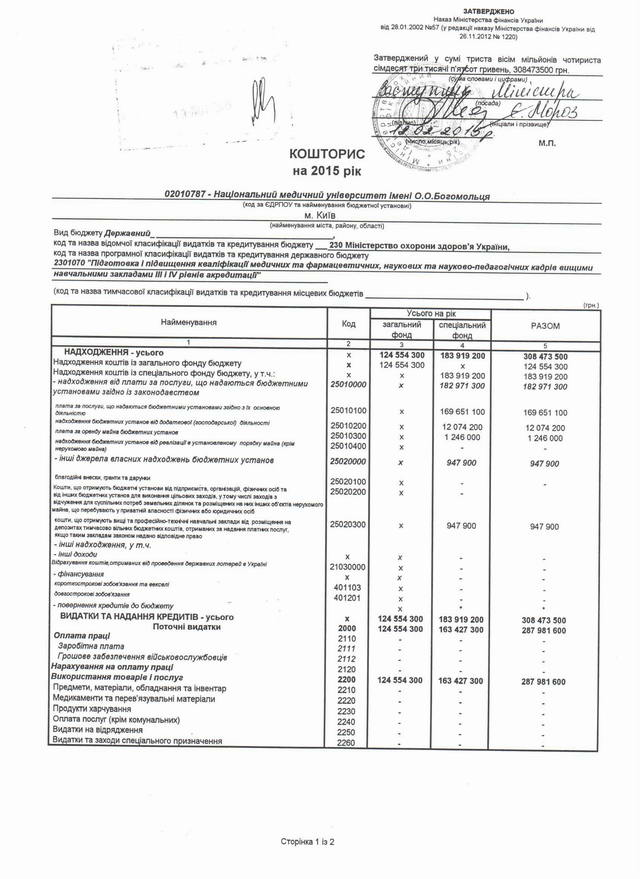 ЗАТВЕРДЖЕНО
Наказ Міністерства фінансів України
від 28.01.2002 №57 (у редакції наказу Міністерства фінансів України від
26.11.2012 № 1220)
Затверджений у сумі триста вісім мільйонів чотириста
сімдесят три тисячі п'ятсот гривень, 308473500 грн.
(сума словами і цифрами)
Заступник Міністра
(посада)
Є. Мороз
(підпис) (ініціали і прізвище)
12.02.2015р
(число,місяць,рік) М.П.
КОШТОРИС
на 2015 рік
02010787 - Національний медичний університет імені О.О.Богомольця
(код за ЄДРПОУ та найменування бюджетної установи)
м. Київ
(найменування міста, району, області)
Вид бюджету Державний
код та назва відомчої класифікації видатків та кредитування бюджету 230 Міністерство охорони здоров'я України,
код та назва програмної класифікації видатків та кредитування державного бюджету
2301070 "Підготовка і підвищення кваліфікації медичних та фармацевтичних, наукових та науково-педагогічних кадрів вищими
навчальними закладами III і IV рівнів акредитації"
(код та назва тимчасової класифікації видатків та кредитування місцевих бюджетів ).
(грн.)
Найменування Код Усього на рік РАЗОМ
загальний фонд спеціальний фонд
1 2 3 4 5
НАДХОДЖЕННЯ - усього х 124 554 300 183 919 200 308 473 500
Надходження коштів із загального фонду бюджету х 124 554 300 х 124 554 300
Надходження коштів із спеціального фонду бюджету, у т.ч.: х х 183 919 200 183 919 200
- надходження від плати за послуги, що надаються бюджетними 25010000 х 182 971 300 182 971 300
установами згідно із законодавством
плата за послуги, що надаються бюджетними установами згідно з їх основною
діяльністю 25010100 х 169 651 100 169 651 100
надходження бюджетних установ від додаткової (господарської) діяльності 25010200 х 12 074 200 12 074 200
плата за оренду майна бюджетних установ 25010300 х 1 246 000 1 246 000
надходження бюджетних установ від реалізації в установленому порядку майна (крім
нерухомого майна) 25010400 х - -
- інші джерела власних надходжень бюджетних установ 25020000 х 947 900 947 900
благодійні внески, гранти та дарунки 25020100 х - -
Кошти, що отримують бюджетні установи від підприємств, організацій, фізичних осіб та 25020200 х - -
від інших бюджетних установ для виконання цільових заходів, у тому числі заходів з
відчуження для суспільних потреб земельних ділянок та розміщених на них інших об'єктів нерухомого
майна, що перебувають у приватній власності фізичних або юридичних осіб
кошти, що отримують вищі та професійно-технічні навчальні заклади від розміщення на 25020300 х 947 900 947 900
депозитах тимчасово вільних бюджетних коштів, отриманих за надання платних послуг,
якщо таким закладам законом надано відповідне право
- інші надходження, у т.ч.
- інші доходи х х - -
Відрахування коштів,отриманих від проведення державних лотерей в Україні 21030000 х - -
- фінансування х х - -
короткострокові зобов'язання та векселі 401103 х - -
довгострокові зобов'язання 401201 х - -
- повернення кредитів до бюджету х * *
ВИДАТКИ ТА НАДАННЯ КРЕДИТІВ - усього х 124 554 300 183 919 200 308 473 500
Поточні видатки 2000 124 554 300 163 427 300 287 981 600
Оплата праці 2110 - - -
Заробітна плата 2111 - - -
Грошове забезпечення військовослужбовців 2112 - - -
Нарахування на оплату праці 2120 - - -
Використання товарів і послуг 2200 124 554 300 163 427 300 287 981 600
Предмети, матеріали, обладнання та інвентар 2210 - - -
Медикаменти та перев'язувальні матеріали 2220 - - -
Продукти харчування 2230 - - -
Оплата послуг (крім комунальних) 2240 - - -
Видатки на відрядження 2250 - - -
Видатки та заходи спеціального призначення 2260 - - -
Сторінка 1 із 2